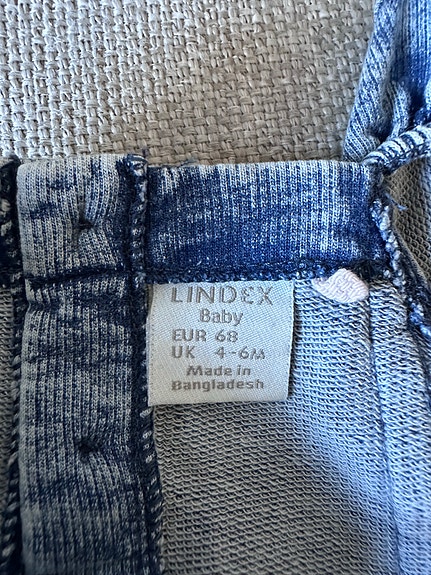 LINDEX
Baby
EUR 68
UK 4-6M
Made in
Bangladesh